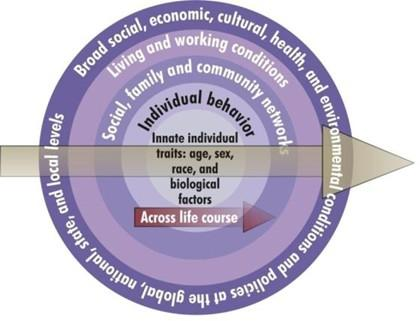 Broad social, economic, cultural, health, and environmental conditions and policies at the global, national, state, and local levels
Living and working conditions
Social, family and community networks
Individual behavior
Innate individual
traits: age, sex,
race, and
biological
factors
Across life course